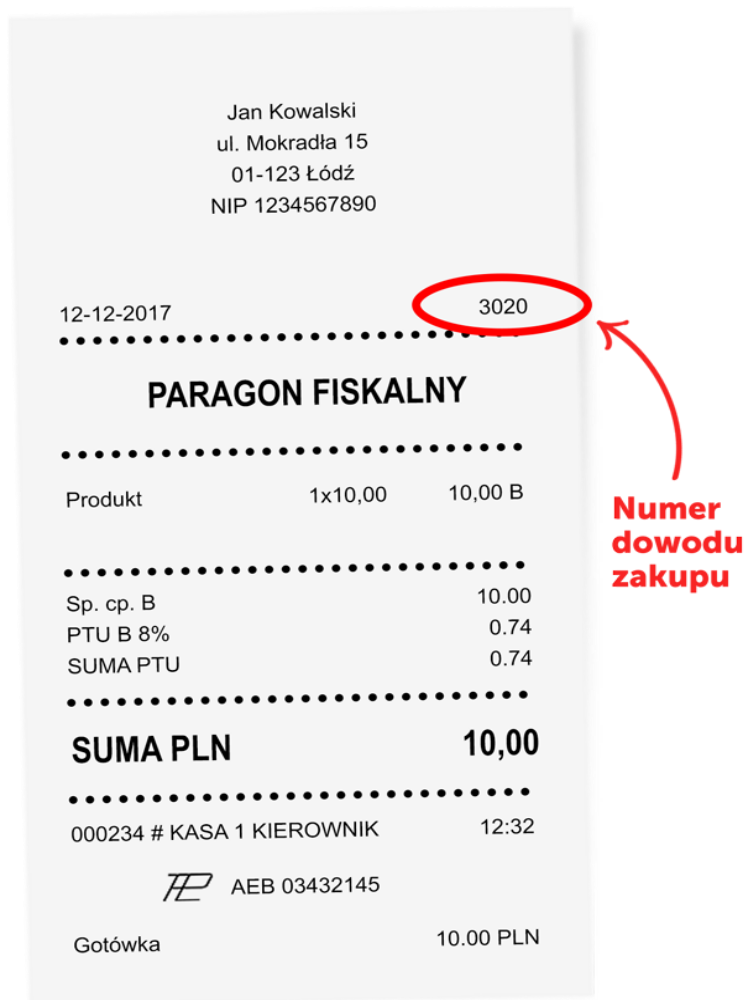 Jan Kowalski
ul. Mokradła 15
01-123 Łódź
NIP 1234567890
12-12-2017 3020
PARAGON FISKALNY
Produkt 1x10,00 10,00 B
Sp. cp. B 10.00
PTU B 8% 0.74
SUMA PTU 0.74
SUMA PLN 10,00
000234 # KASA 1 KIEROWNIK 12:32
AEB 03432145
Gotówka 10.00 PLN
Numer
dowodu
zakupu